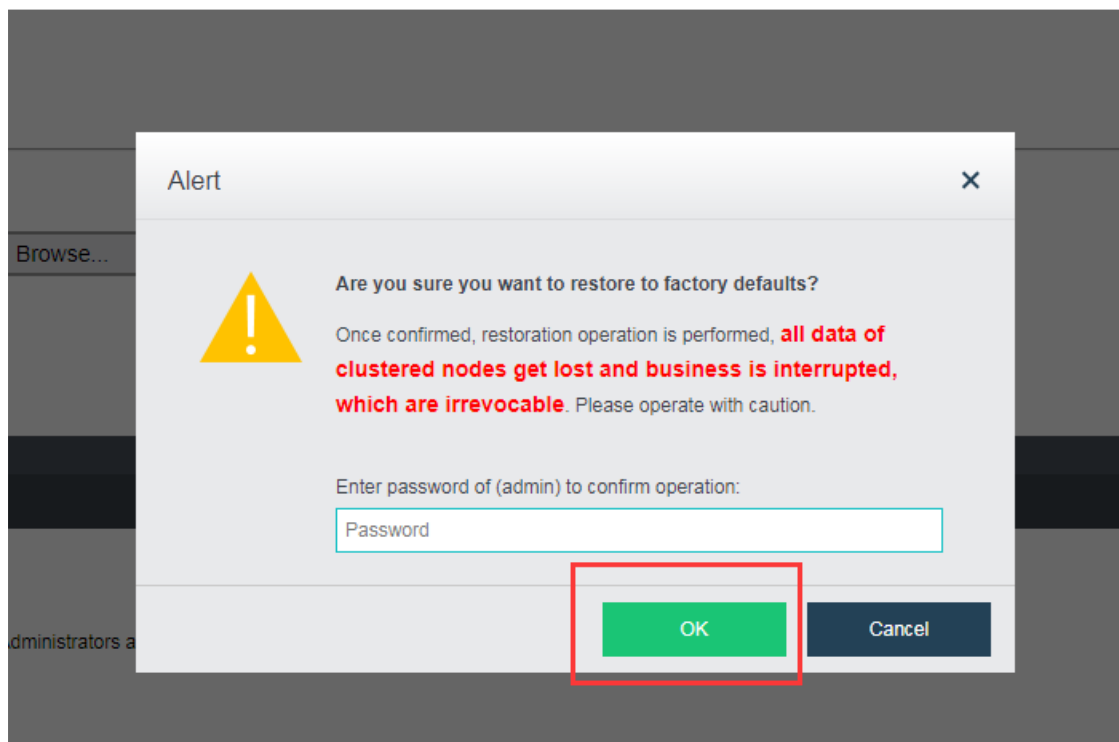 Alert
Browse...
Are you sure you want to restore to factory defaults?
Once confirmed, restoration operation is performed, all data of
clustered nodes get lost and business is interrupted,
which are irrevocable. Please operate with caution.
Enter password of (admin) to confirm operation:
Password
OK
Cancel
dministrators a